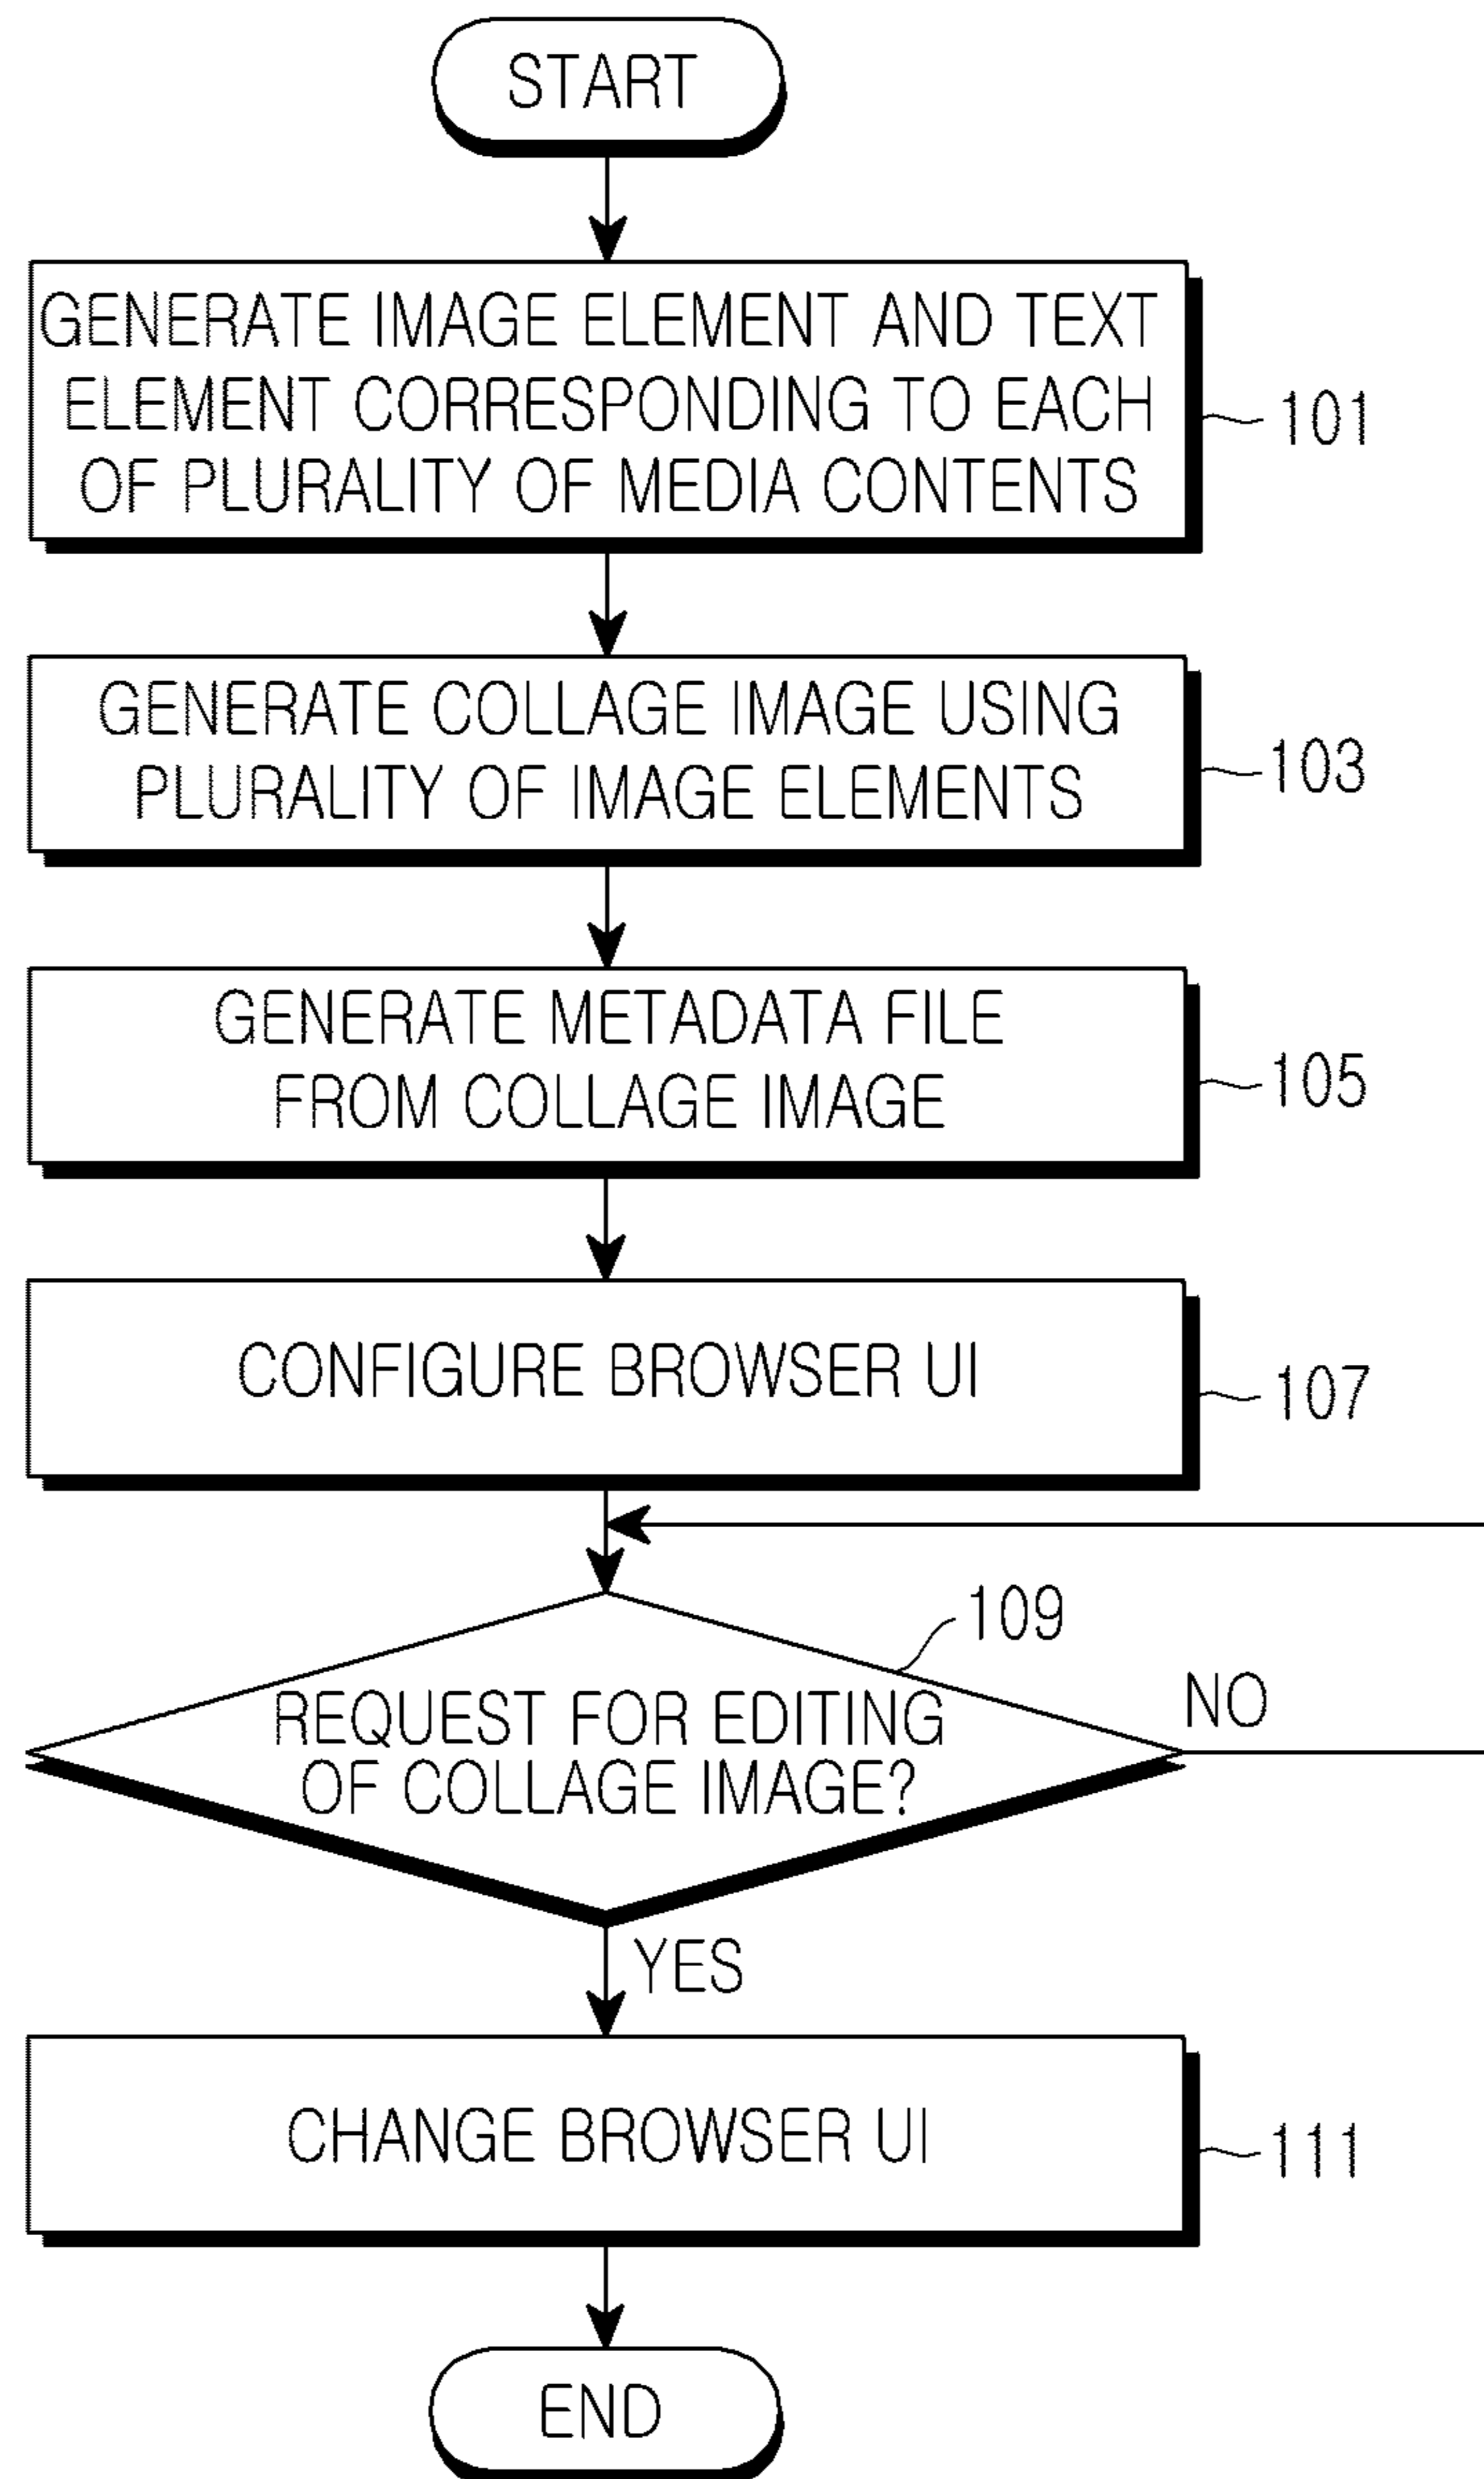 START
GENERATE IMAGE ELEMENT AND TEXT
ELEMENT CORRESPONDING TO EACH
OF PLURALITY OF MEDIA CONTENTS
101
GENERATE COLLAGE IMAGE USING
PLURALITY OF IMAGE ELEMENTS
103
GENERATE METADATA FILE
FROM COLLAGE IMAGE
105
CONFIGURE BROWSER UI
107
109
REQUEST FOR EDITING
OF COLLAGE IMAGE?
NO
YES
CHANGE BROWSER UI
111
END